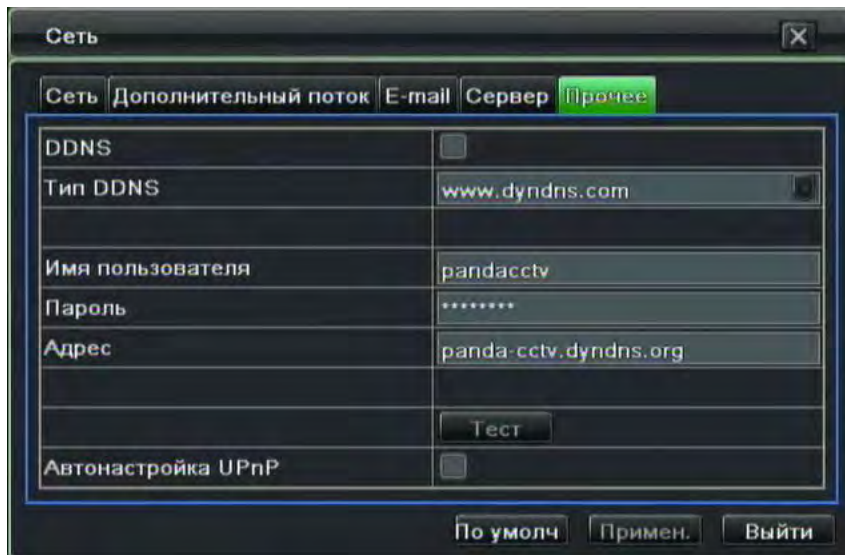 Сеть
Сеть Дополнительный поток E-mail Сервер Прочее
DDNS
Тип DDNS www.dyndns.com
Имя пользователя pandacctv
Пароль ********
Адрес panda-cctv.dyndns.org
Тест
Автонастройка UPnP
По умолч Примен. Выйти